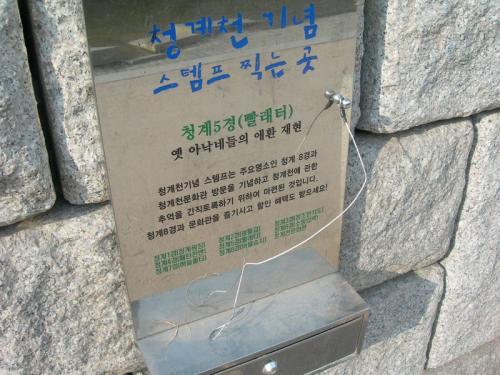 청계천 기념
스템프 찍는 곳
청계5경(빨래터)
옛 아낙네들의 애환 재현
청계천기념 스템프는 주요명소인 청계 8경과
청계천문화관 방문을 기념하고 청계천에 관한
추억을 간직토록하기 위하여 마련된 것입니다.
청계8경과 문화관을 즐기시고 할인 혜택도 받으세요!